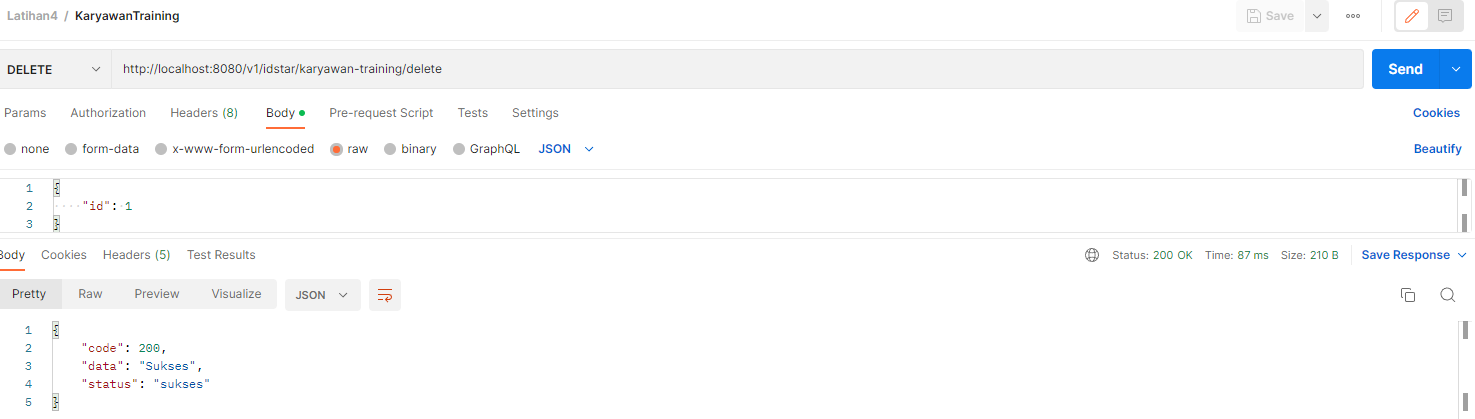 Latihan4 / KaryawanTraining Save ooo
DELETE http://localhost:8080/v1/idstar/karyawan-training/delete Send
Params Authorization Headers (8) Body Pre-request Script Tests Settings Cookies
none form-data x-www-form-urlencoded raw binary GraphQL JSON Beautify
1 {
2 "id": 1
3 }
Body Cookies Headers (5) Test Results Status: 200 OK Time: 87 ms Size: 210 B Save Response
Pretty Raw Preview Visualize JSON
1 {
2 "code": 200,
3 "data": "Sukses",
4 "status": "sukses"
5 }